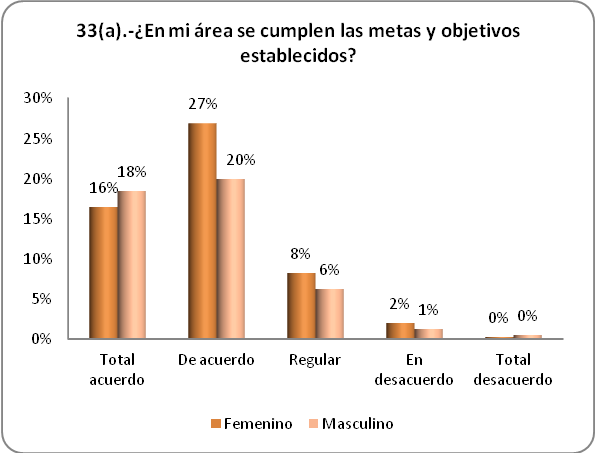 33(a).-¿En mi área se cumplen las metas y objetivos
establecidos?
30%
25%
20%
15%
10%
5%
0%
16%
18%
27%
20%
8%
6%
2%
1%
0%
0%
Total
acuerdo
De acuerdo
Regular
En
desacuerdo
Total
desacuerdo
Femenino
Masculino